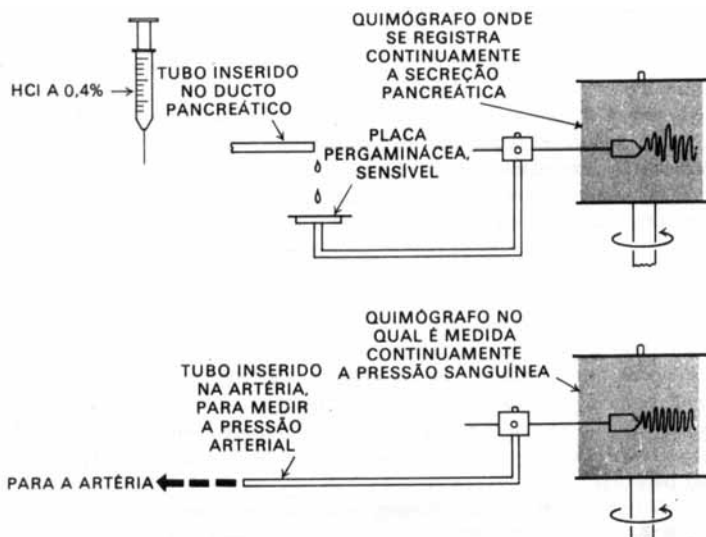 HCl A 0,4%
TUBO INSERIDO
NO DUCTO
PANCREÁTICO
QUIMÓGRAFO ONDE
SE REGISTRA
CONTINUAMENTE
A SECREÇÃO
PANCREÁTICA
PLACA
PERGAMINÁCEA,
SENSÍVEL
QUIMÓGRAFO NO
QUAL É MEDIDA
CONTINUAMENTE
A PRESSÃO SANGUÍNEA
TUBO INSERIDO
NA ARTÉRIA,
PARA MEDIR
A PRESSÃO
ARTERIAL
PARA A ARTÉRIA